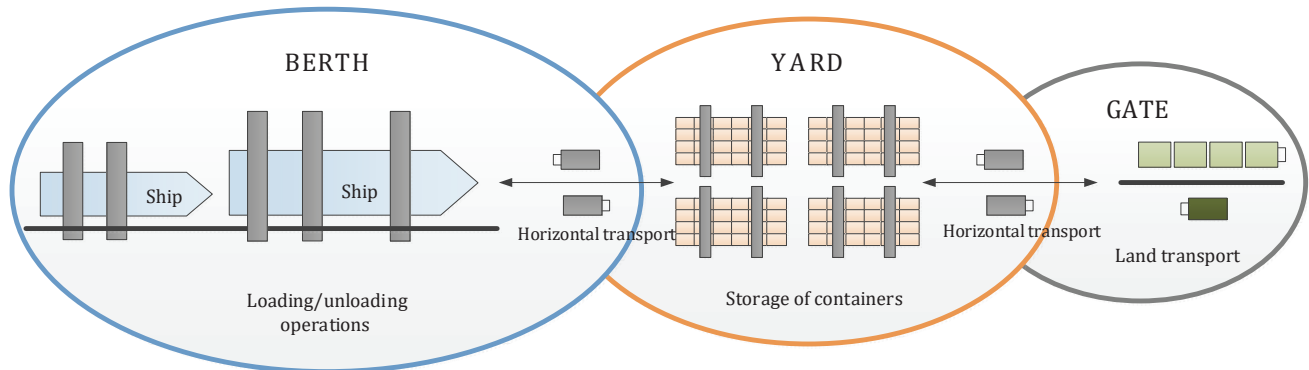 BERTH
Ship
Ship
Horizontal transport
Loading/unloading
operations
YARD
Storage of containers
Horizontal transport
GATE
Land transport